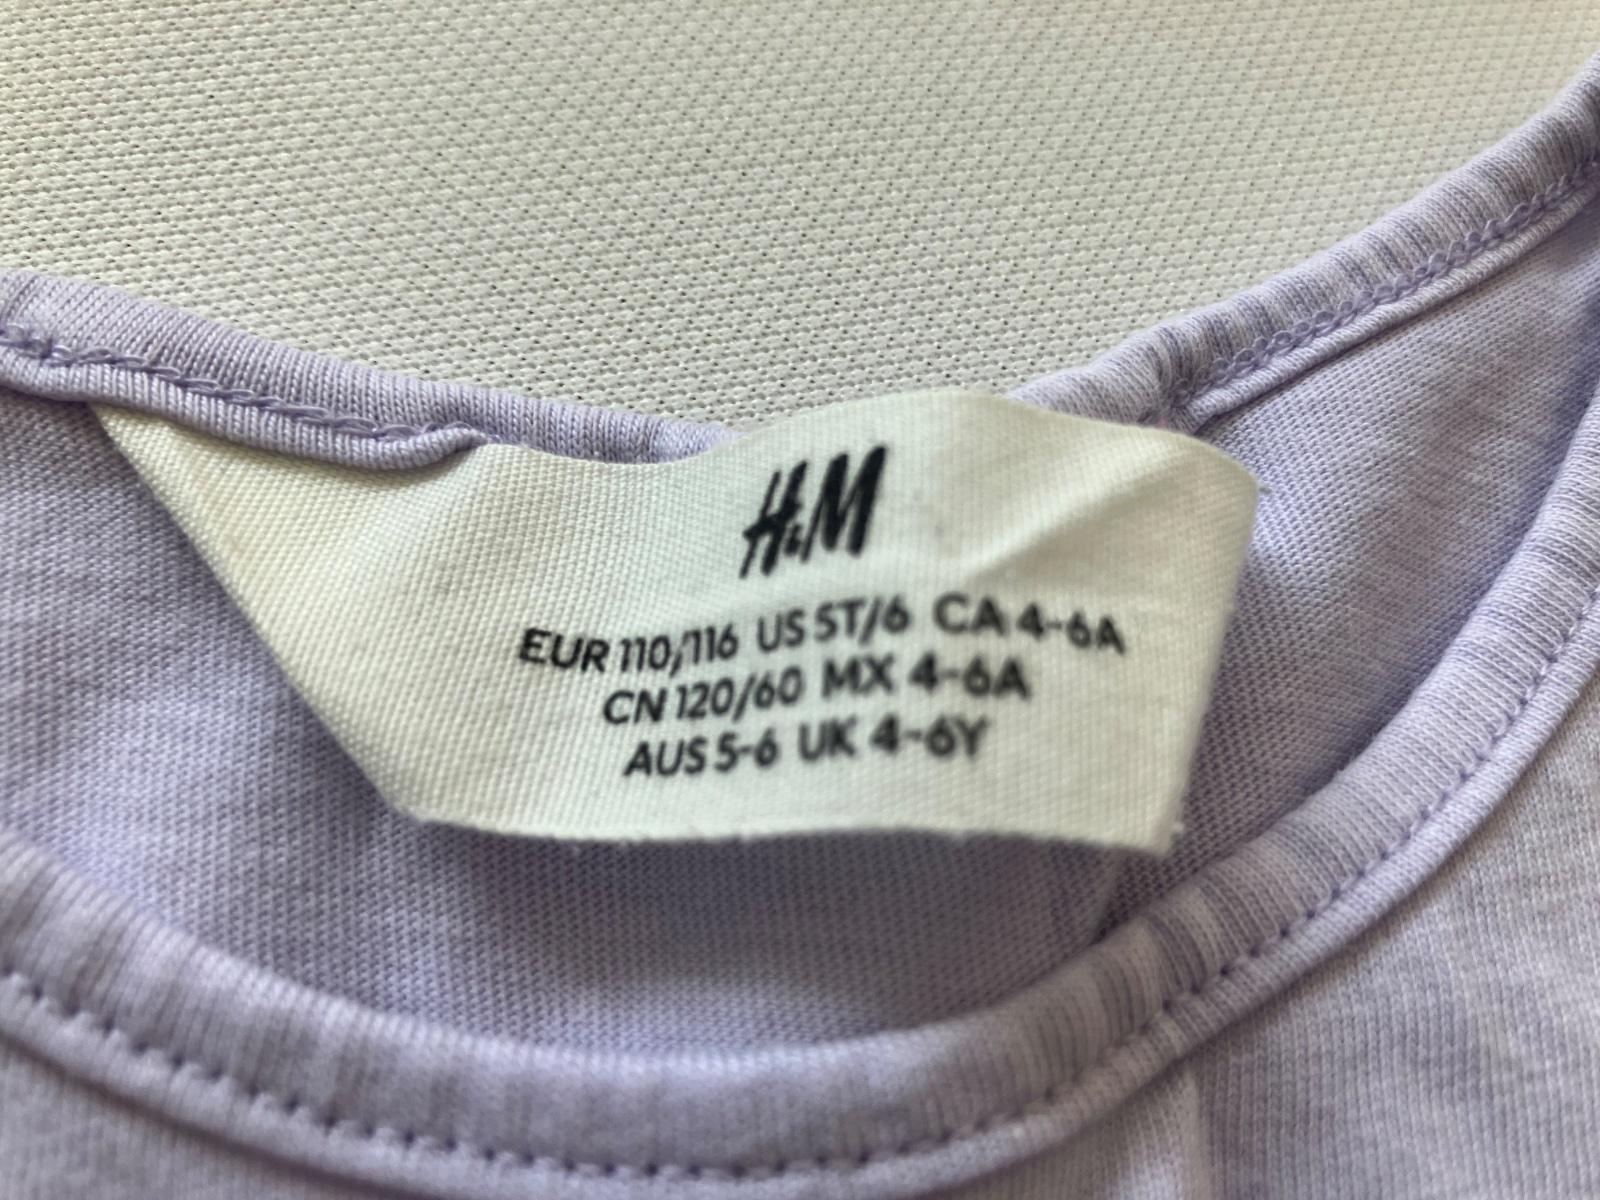 H&M
EUR 110/116 US 5T/6 CA 4-6A
CN 120/60 MX 4-6A
AUS 5-6 UK 4-6Y